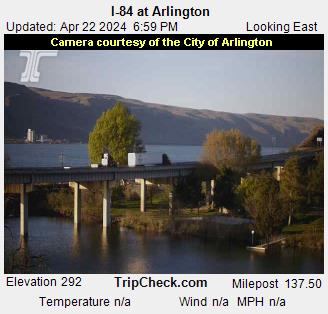 I-84 at Arlington
Updated: Apr 22 2024 6:59 PM Looking East
Camera courtesy of the City of Arlington
Elevation 292 TripCheck.com Milepost 137.50
Temperature n/a Wind n/a MPH n/a